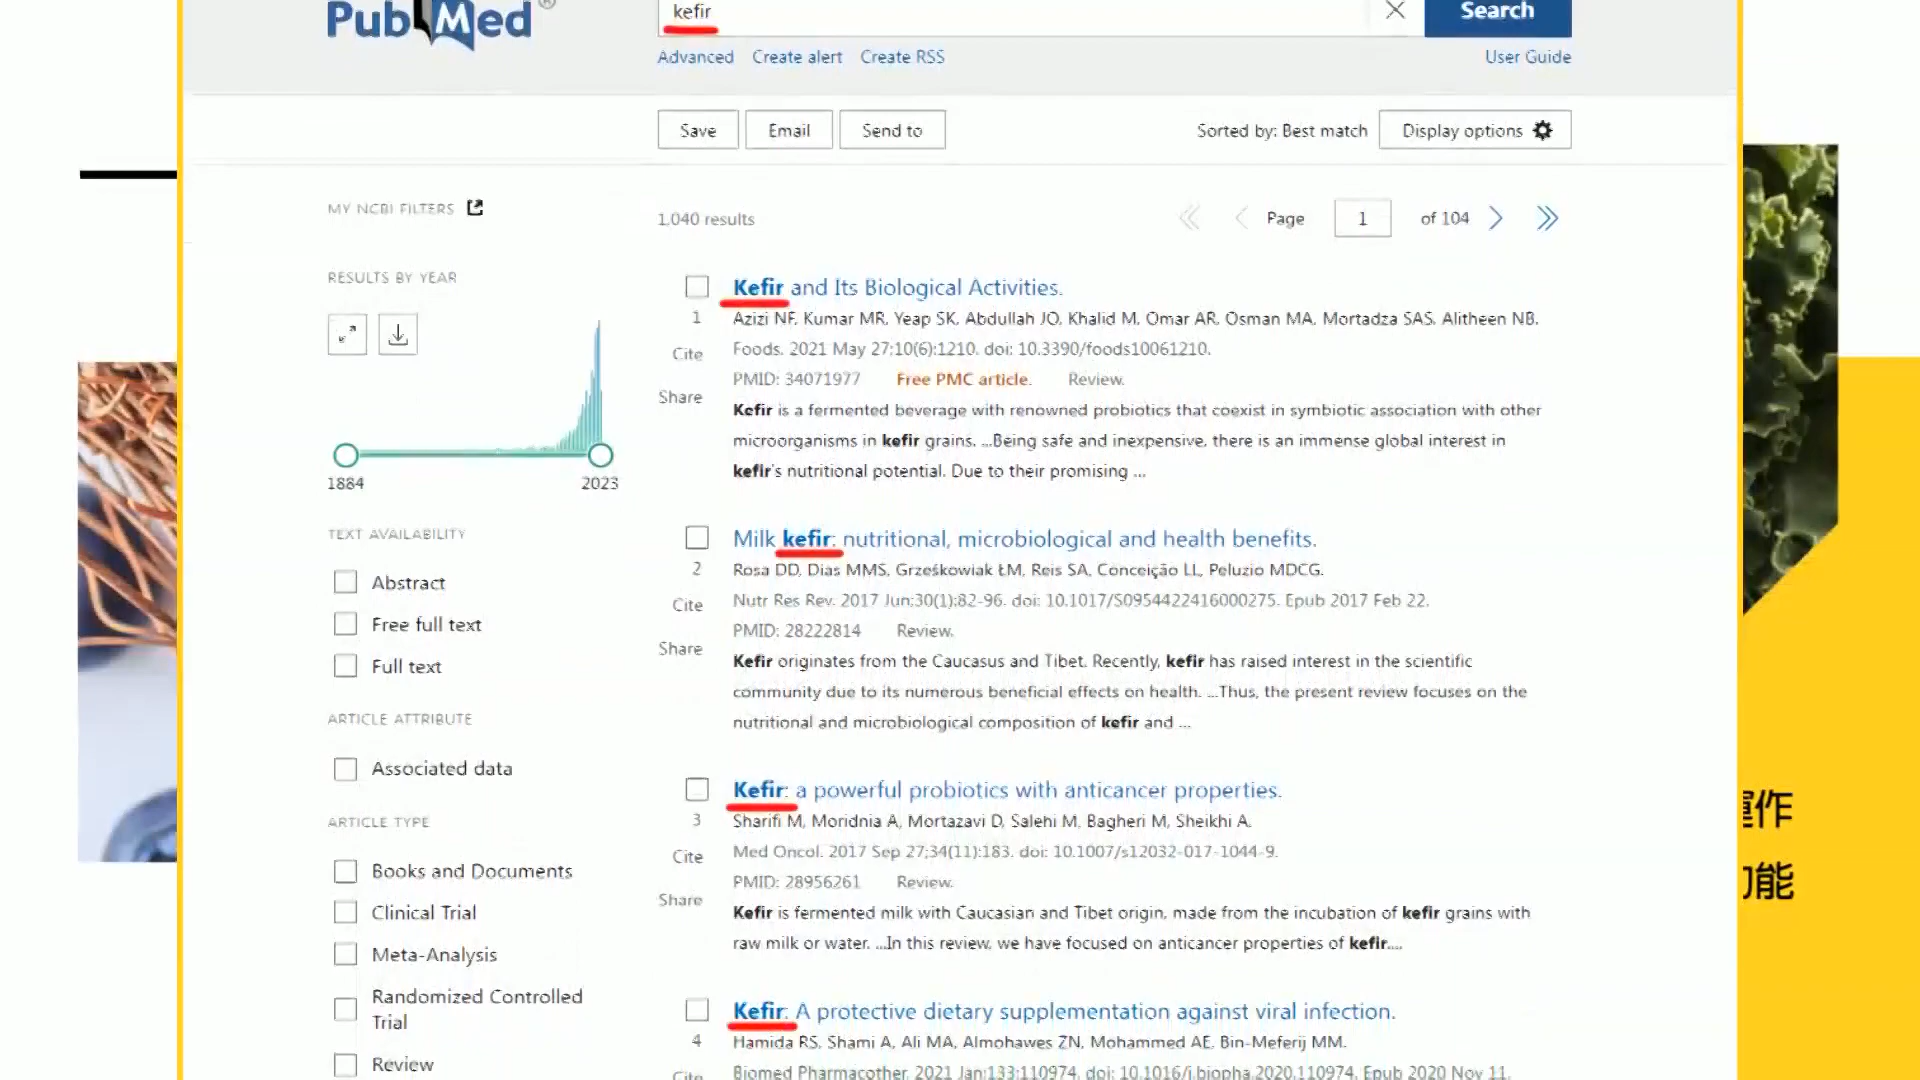 PubMed®
kefir
Search
Advanced Create alert Create RSS
User Guide
Save Email Send to
Sorted by: Best match Display options
MY NCBI FILTERS
1,040 results
Page 1 of 104
RESULTS BY YEAR
1884 2023
TEXT AVAILABILITY
Abstract
Free full text
Full text
ARTICLE ATTRIBUTE
Associated data
ARTICLE TYPE
Books and Documents
Clinical Trial
Meta-Analysis
Randomized Controlled
Trial
Review
Kefir and Its Biological Activities.
1
Cite
Share
Azizi NF, Kumar MR, Yeap SK, Abdullah JO, Khalid M, Omar AR, Osman MA, Mortadza SAS, Alitheen NB.
Foods. 2021 May 27;10(6):1210. doi: 10.3390/foods10061210.
PMID: 34071977 Free PMC article. Review.
Kefir is a fermented beverage with renowned probiotics that coexist in symbiotic association with other
microorganisms in kefir grains. ...Being safe and inexpensive, there is an immense global interest in
kefir's nutritional potential. Due to their promising ...
Milk kefir: nutritional, microbiological and health benefits.
2
Cite
Share
Rosa DD, Dias MMS, Grześkowiak ŁM, Reis SA, Conceição LL, Peluzio MDCG.
Nutr Res Rev. 2017 Jun;30(1):82-96. doi: 10.1017/S0954422416000275. Epub 2017 Feb 22.
PMID: 28222814 Review.
Kefir originates from the Caucasus and Tibet. Recently, kefir has raised interest in the scientific
community due to its numerous beneficial effects on health. ...Thus, the present review focuses on the
nutritional and microbiological composition of kefir and ...
Kefir: a powerful probiotics with anticancer properties.
3
Cite
Share
Sharifi M, Moridnia A, Mortazavi D, Salehi M, Bagheri M, Sheikhi A.
Med Oncol. 2017 Sep 27;34(11):183. doi: 10.1007/s12032-017-1044-9.
PMID: 28956261 Review.
Kefir is fermented milk with Caucasian and Tibet origin, made from the incubation of kefir grains with
raw milk or water. ...In this review, we have focused on anticancer properties of kefir....
Kefir: A protective dietary supplementation against viral infection.
4
Cite
Hamida RS, Shami A, Ali MA, Almohawes ZN, Mohammed AE, Bin-Meferij MM.
Biomed Pharmacother. 2021 Jan;133:110974. doi: 10.1016/j.biopha.2020.110974. Epub 2020 Nov 11.
運作
功能